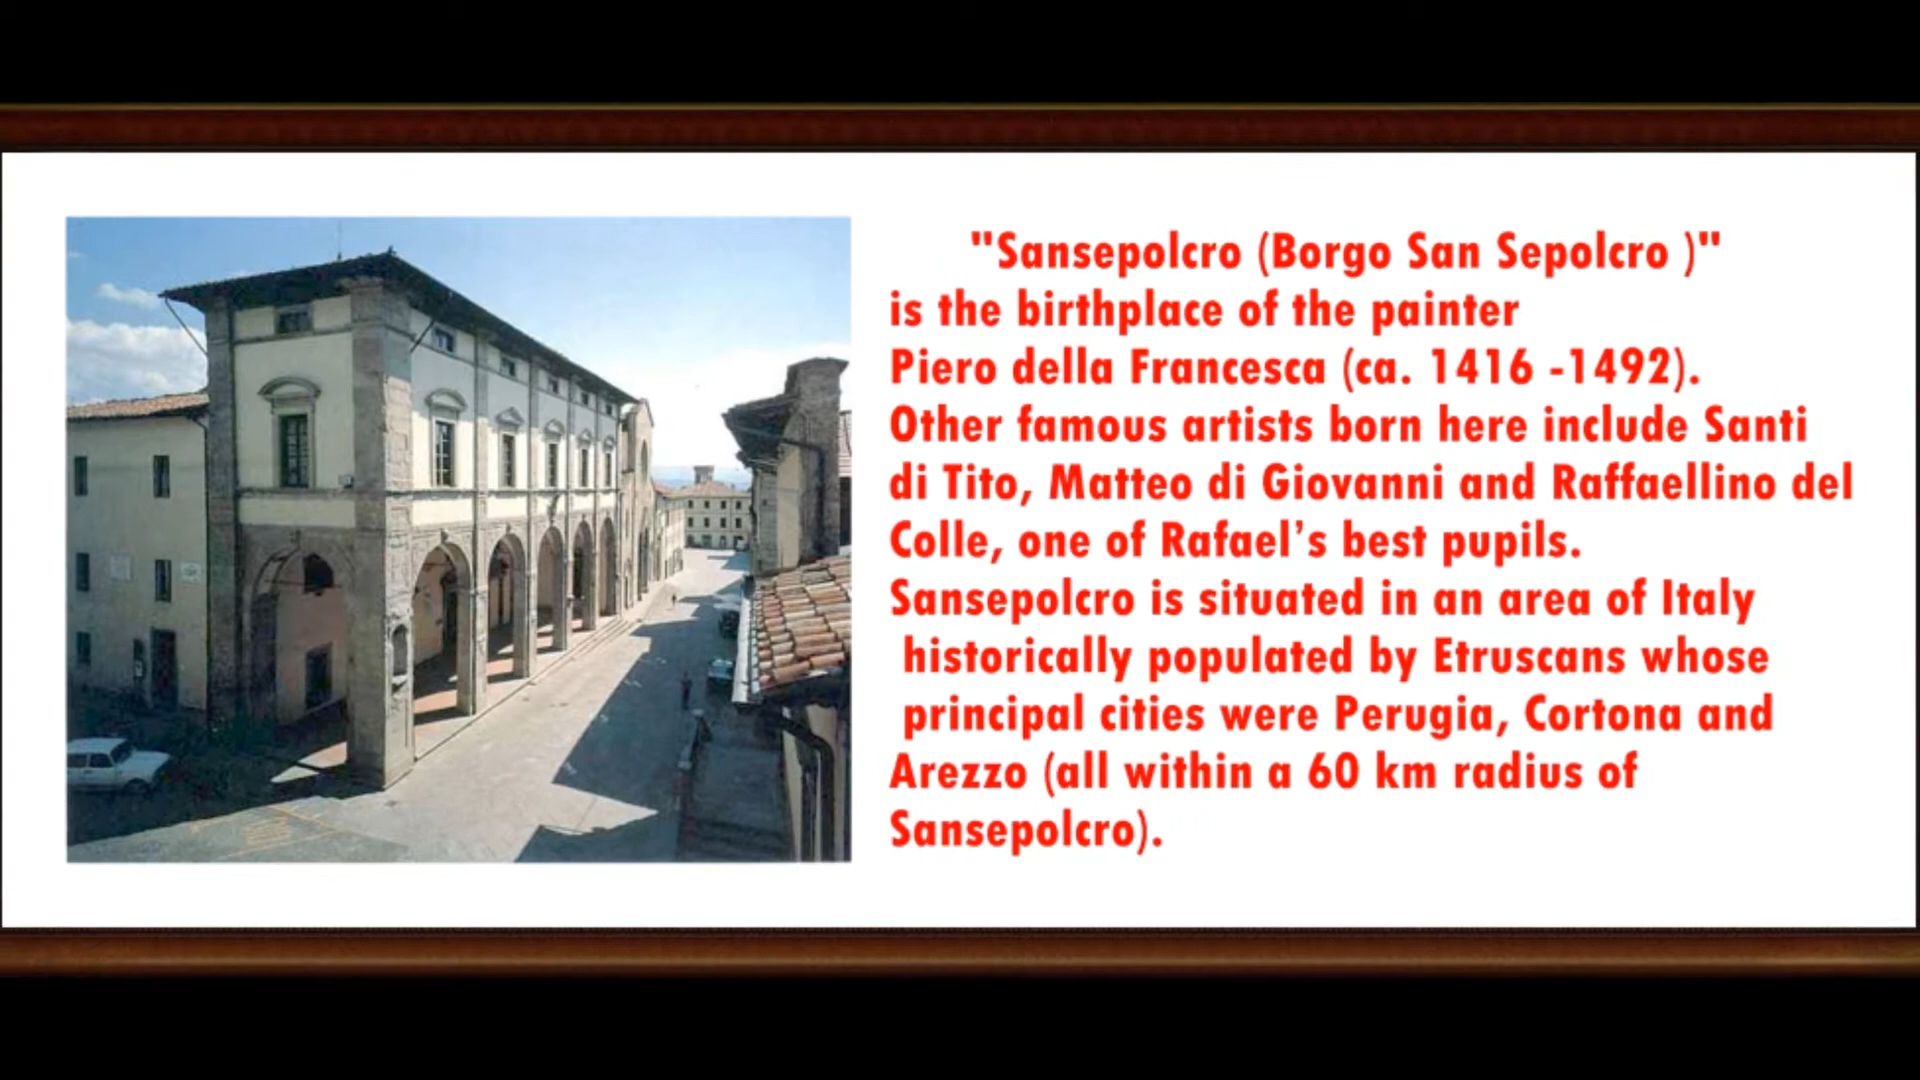 "Sansepolcro (Borgo San Sepolcro )"
is the birthplace of the painter
Piero della Francesca (ca. 1416 -1492).
Other famous artists born here include Santi
di Tito, Matteo di Giovanni and Raffaellino del
Colle, one of Rafael’s best pupils.
Sansepolcro is situated in an area of Italy
historically populated by Etruscans whose
principal cities were Perugia, Cortona and
Arezzo (all within a 60 km radius of
Sansepolcro).